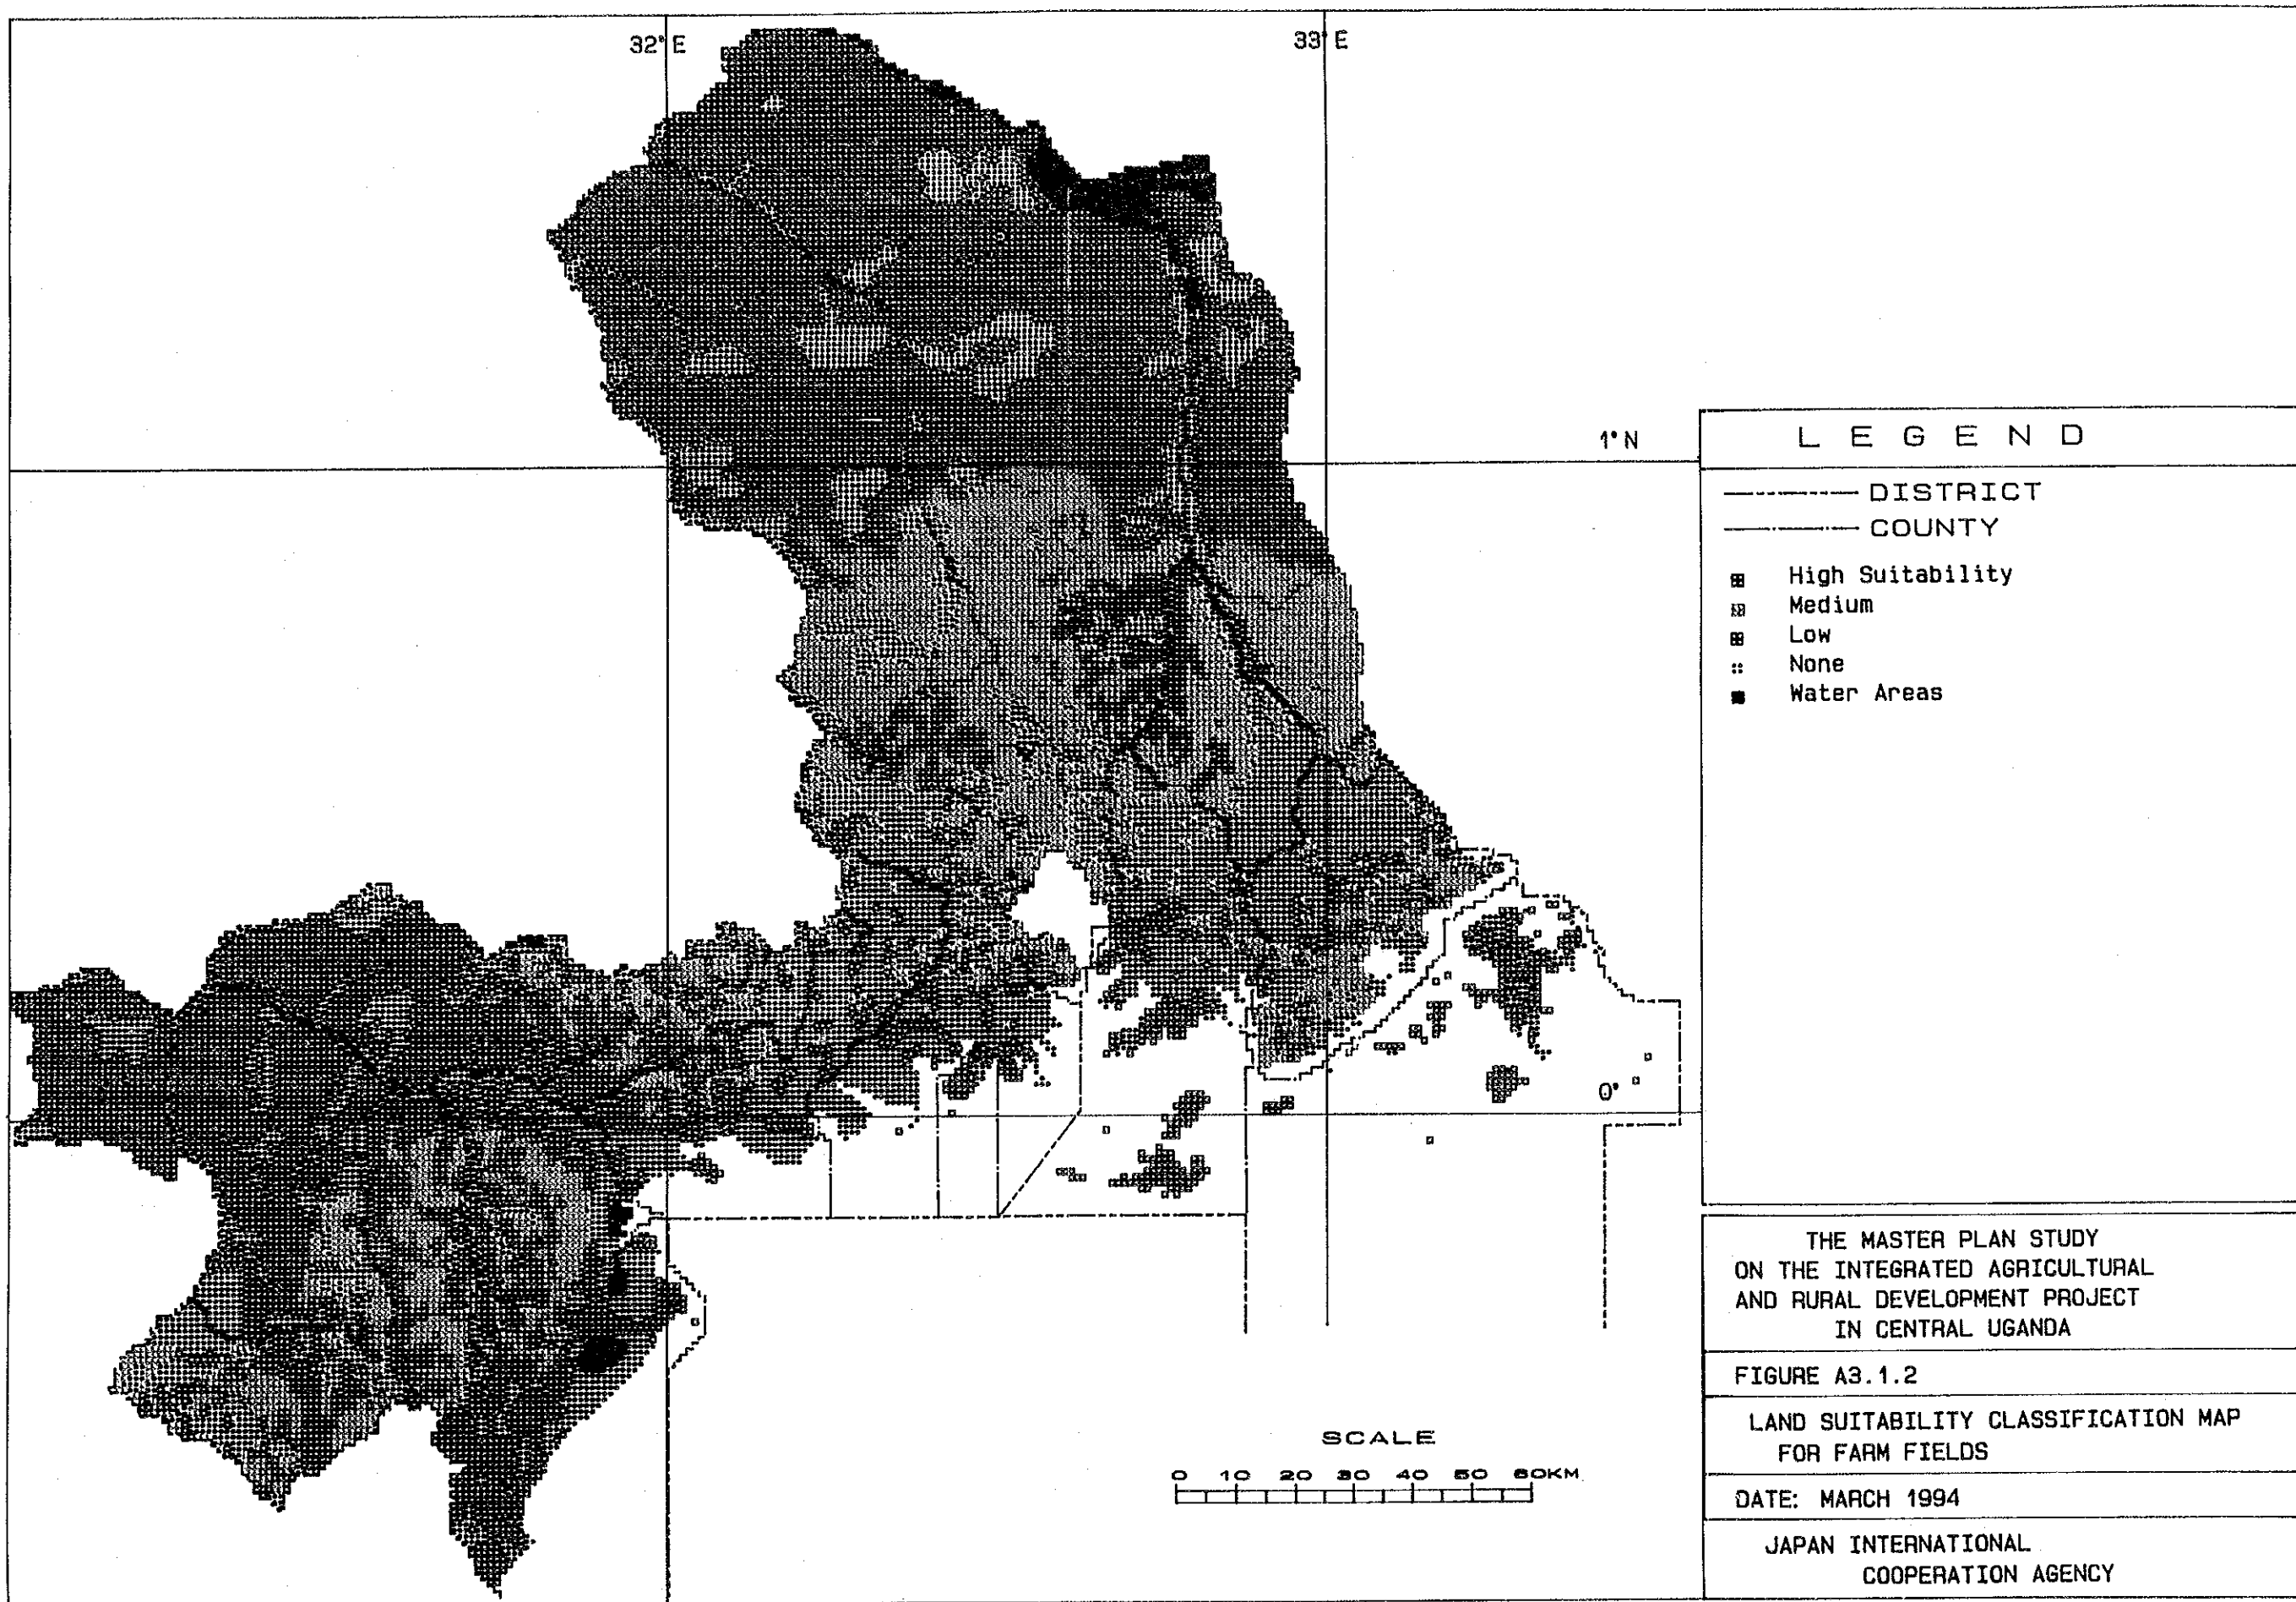 32° E
33° E
1° N
0°
LEGEND
DISTRICT
COUNTY
High Suitability
Medium
Low
None
Water Areas
SCALE
0 10 20 30 40 50 60KM
THE MASTER PLAN STUDY
ON THE INTEGRATED AGRICULTURAL
AND RURAL DEVELOPMENT PROJECT
IN CENTRAL UGANDA
FIGURE A3.1.2
LAND SUITABILITY CLASSIFICATION MAP
FOR FARM FIELDS
DATE: MARCH 1994
JAPAN INTERNATIONAL
COOPERATION AGENCY